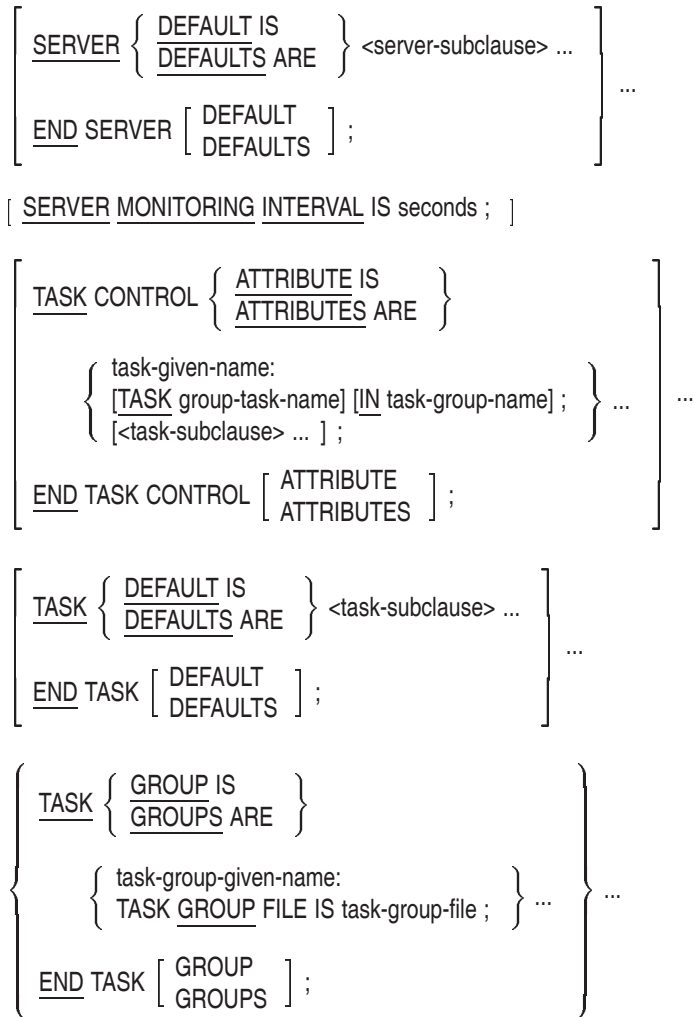 DEFAULT IS
SERVER { DEFAULTS ARE } <server-subclause> ...
...
END SERVER [ DEFAULT
DEFAULTS ] ;
[ SERVER MONITORING INTERVAL IS seconds ; ]
TASK CONTROL { ATTRIBUTE IS
ATTRIBUTES ARE }
task-given-name:
{ [TASK group-task-name] [IN task-group-name] ; } ... ...
[<task-subclause> ... ] ;
END TASK CONTROL [ ATTRIBUTE
ATTRIBUTES ] ;
TASK { DEFAULT IS
DEFAULTS ARE } <task-subclause> ...
...
END TASK [ DEFAULT
DEFAULTS ] ;
TASK { GROUP IS
GROUPS ARE }
{ task-group-given-name:
TASK GROUP FILE IS task-group-file ; } ... ...
END TASK [ GROUP
GROUPS ] ;